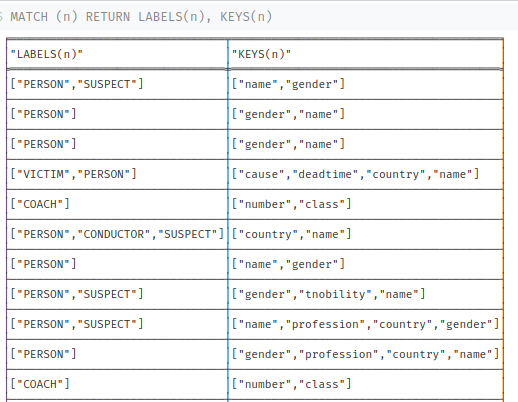 MATCH (n) RETURN LABELS(n), KEYS(n)
"LABELS(n)" "KEYS(n)"
["PERSON","SUSPECT"] ["name","gender"]
["PERSON"] ["gender","name"]
["PERSON"] ["gender","name"]
["VICTIM","PERSON"] ["cause","deadtime","country","name"]
["COACH"] ["number","class"]
["PERSON","CONDUCTOR","SUSPECT"] ["country","name"]
["PERSON"] ["name","gender"]
["PERSON","SUSPECT"] ["gender","tnobility","name"]
["PERSON","SUSPECT"] ["name","profession","country","gender"]
["PERSON"] ["gender","profession","country","name"]
["COACH"] ["number","class"]